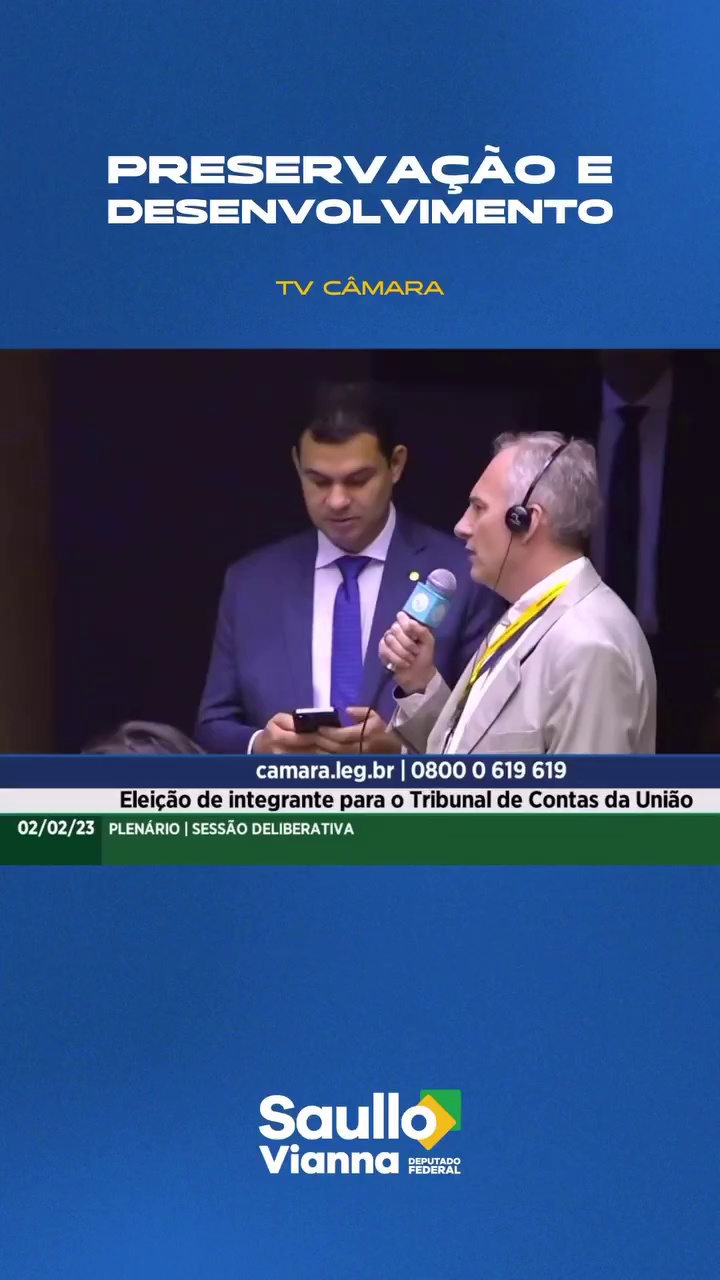 PRESERVAÇÃO E
DESENVOLVIMENTO
TV CÂMARA
camara.leg.br | 0800 0 619 619
Eleição de integrante para o Tribunal de Contas da União
02/02/23 PLENÁRIO | SESSÃO DELIBERATIVA
Saullo
Vianna DEPUTADO
FEDERAL